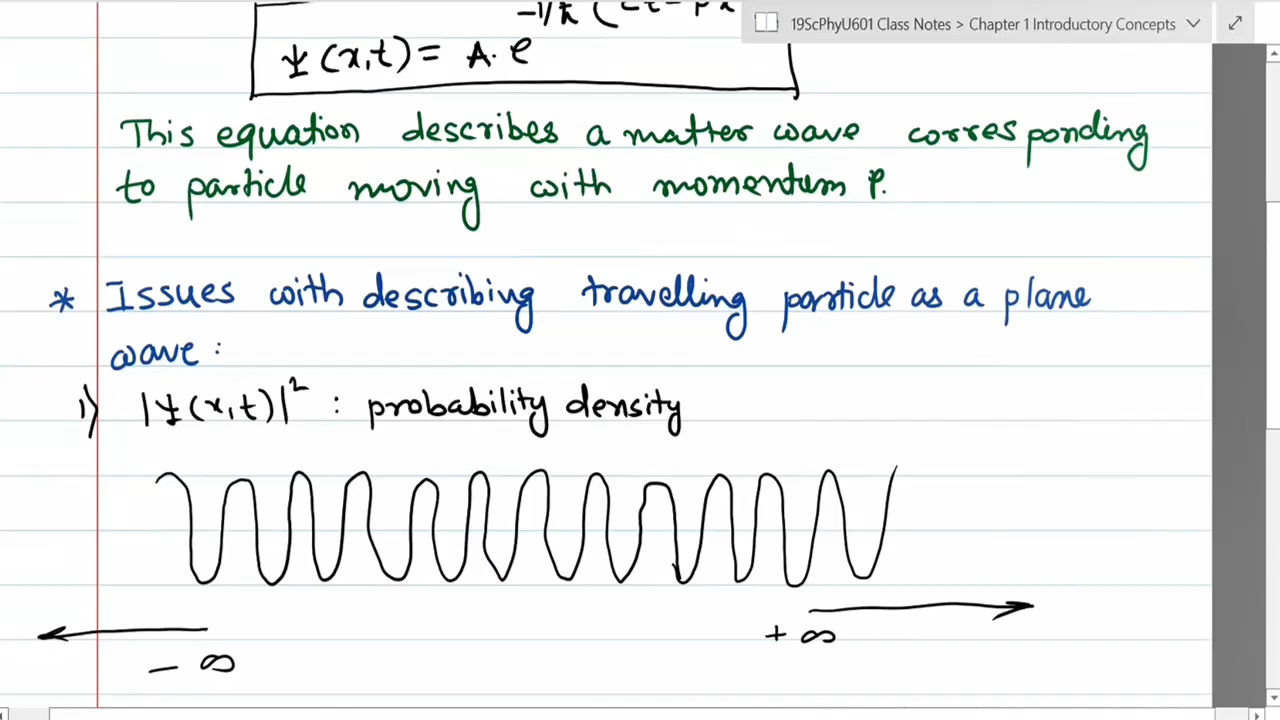 19ScPhyU601 Class Notes > Chapter 1 Introductory Concepts
Ψ(x,t) = A. e
This equation describes a matter wave corresponding
to particle moving with momentum P.
* Issues with describing travelling particle as a plane
wave :
1) |Ψ(x,t)|² : probability density
+ ∞
- ∞